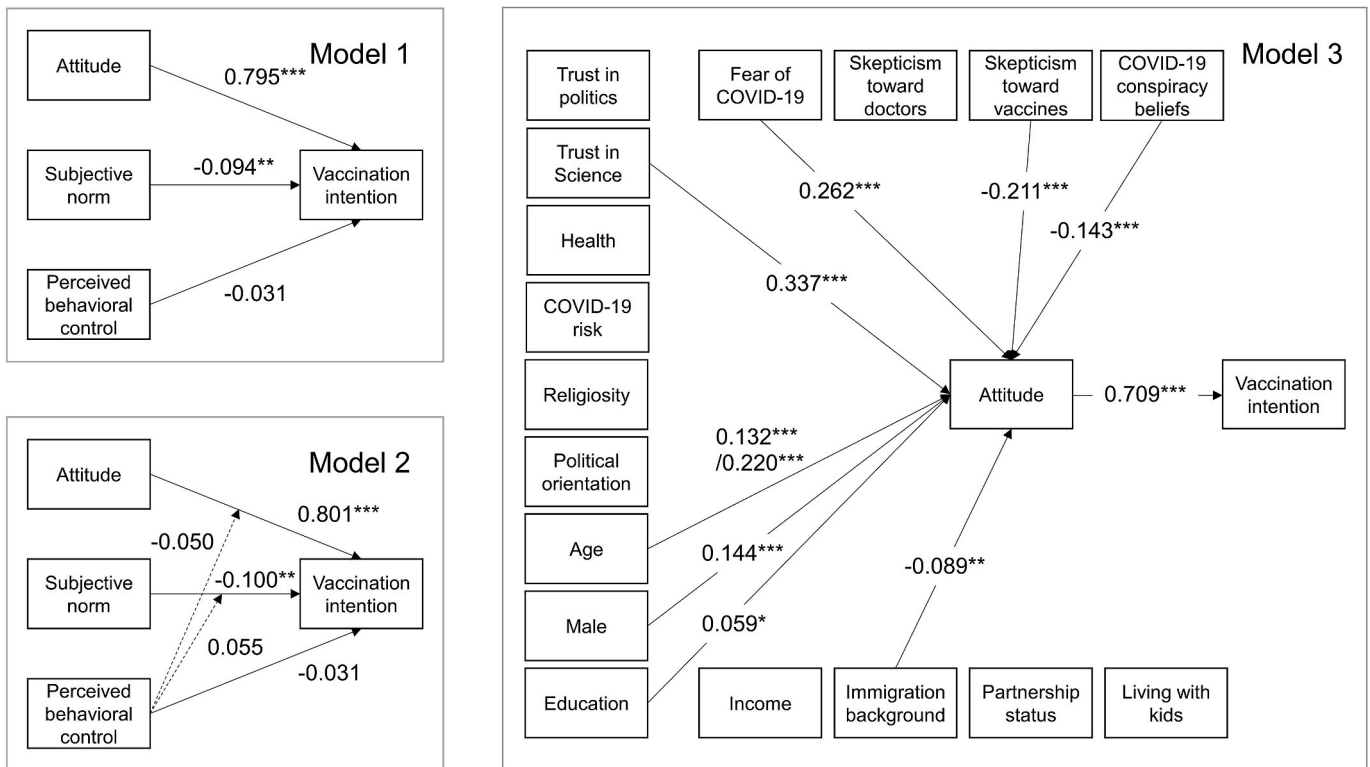 Model 1
Attitude
0.795***
Subjective
norm
-0.094**
Vaccination
intention
Perceived
behavioral
control
-0.031
Model 2
Attitude
0.801***
-0.050
Subjective
norm
-0.100**
Vaccination
intention
0.055
Perceived
behavioral
control
-0.031
Model 3
Trust in
politics
Fear of
COVID-19
Skepticism
toward
doctors
Skepticism
toward
vaccines
COVID-19
conspiracy
beliefs
Trust in
Science
0.262***
-0.211***
-0.143***
Health
0.337***
COVID-19
risk
Religiosity
Attitude
0.709***
Vaccination
intention
Political
orientation
0.132***
/0.220***
Age
0.144***
-0.089**
Male
0.059*
Education
Income
Immigration
background
Partnership
status
Living with
kids